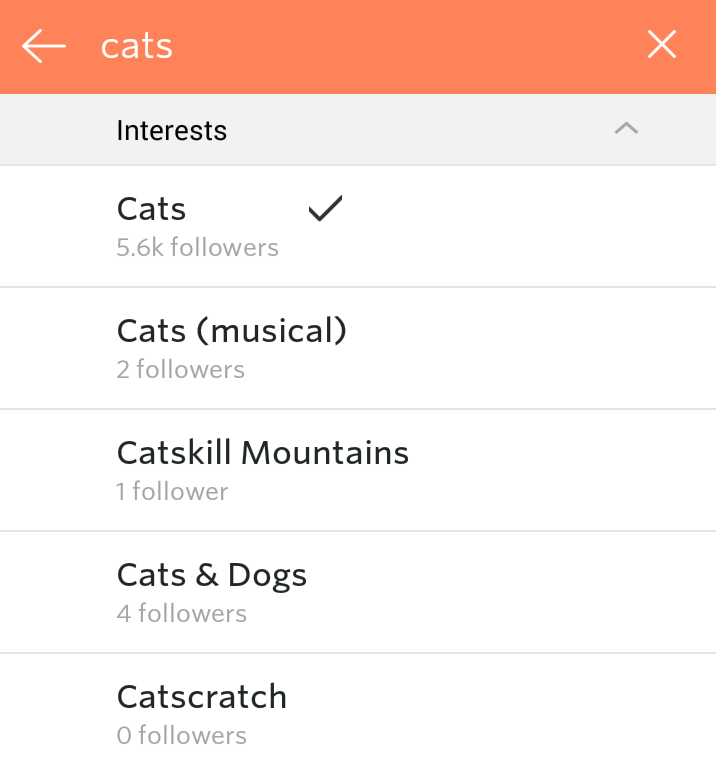 cats
Interests
Cats
5.6k followers
Cats (musical)
2 followers
Catskill Mountains
1 follower
Cats & Dogs
4 followers
Catscratch
0 followers